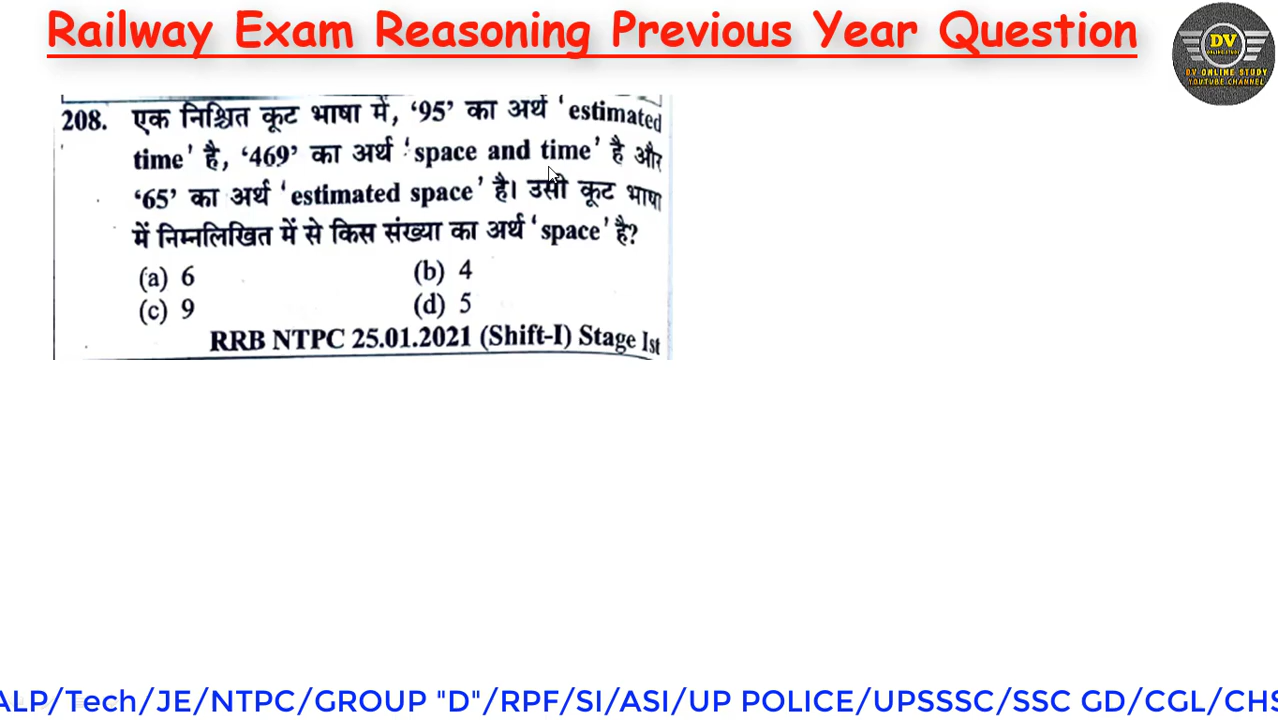 Railway Exam Reasoning Previous Year Question
DV
ONLINE STUDY
DV ONLINE STUDY
YOUTUBE CHANNEL
208. एक निश्चित कूट भाषा में, ‘95’ का अर्थ ‘estimated
time’ है, ‘469’ का अर्थ ‘space and time’ है और
‘65’ का अर्थ ‘estimated space’ है। उसी कूट भाषा
में निम्नलिखित में से किस संख्या का अर्थ ‘space’ है?
(a) 6 (b) 4
(c) 9 (d) 5
RRB NTPC 25.01.2021 (Shift-I) Stage Ist
ALP/Tech/JE/NTPC/GROUP "D"/RPF/SI/ASI/UP POLICE/UPSSSC/SSC GD/CGL/CHS